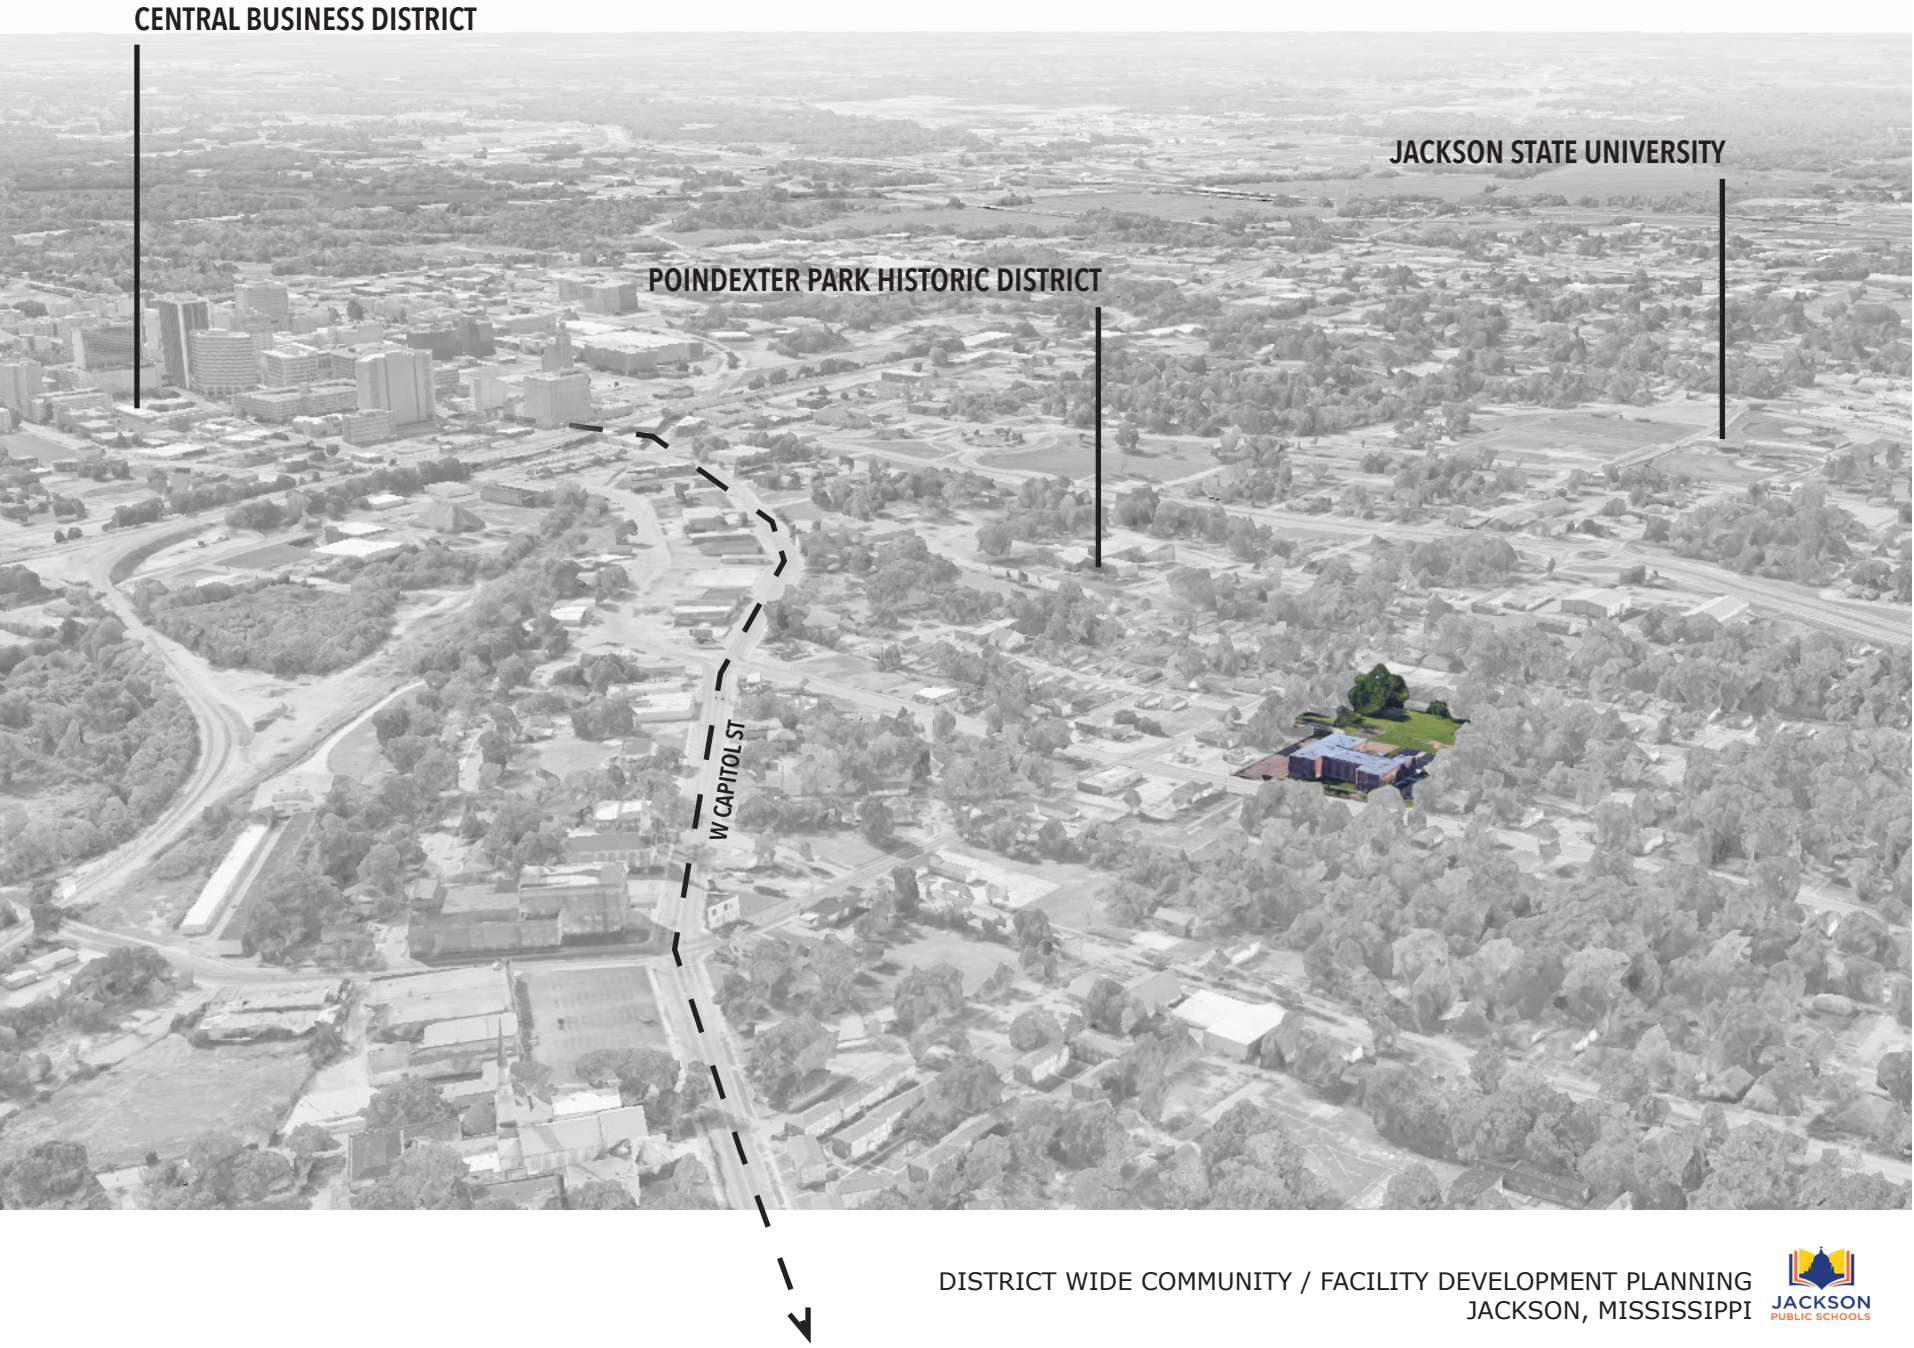 CENTRAL BUSINESS DISTRICT
JACKSON STATE UNIVERSITY
POINDEXTER PARK HISTORIC DISTRICT
W CAPITOL ST
DISTRICT WIDE COMMUNITY / FACILITY DEVELOPMENT PLANNING
JACKSON, MISSISSIPPI
JACKSON
PUBLIC SCHOOLS